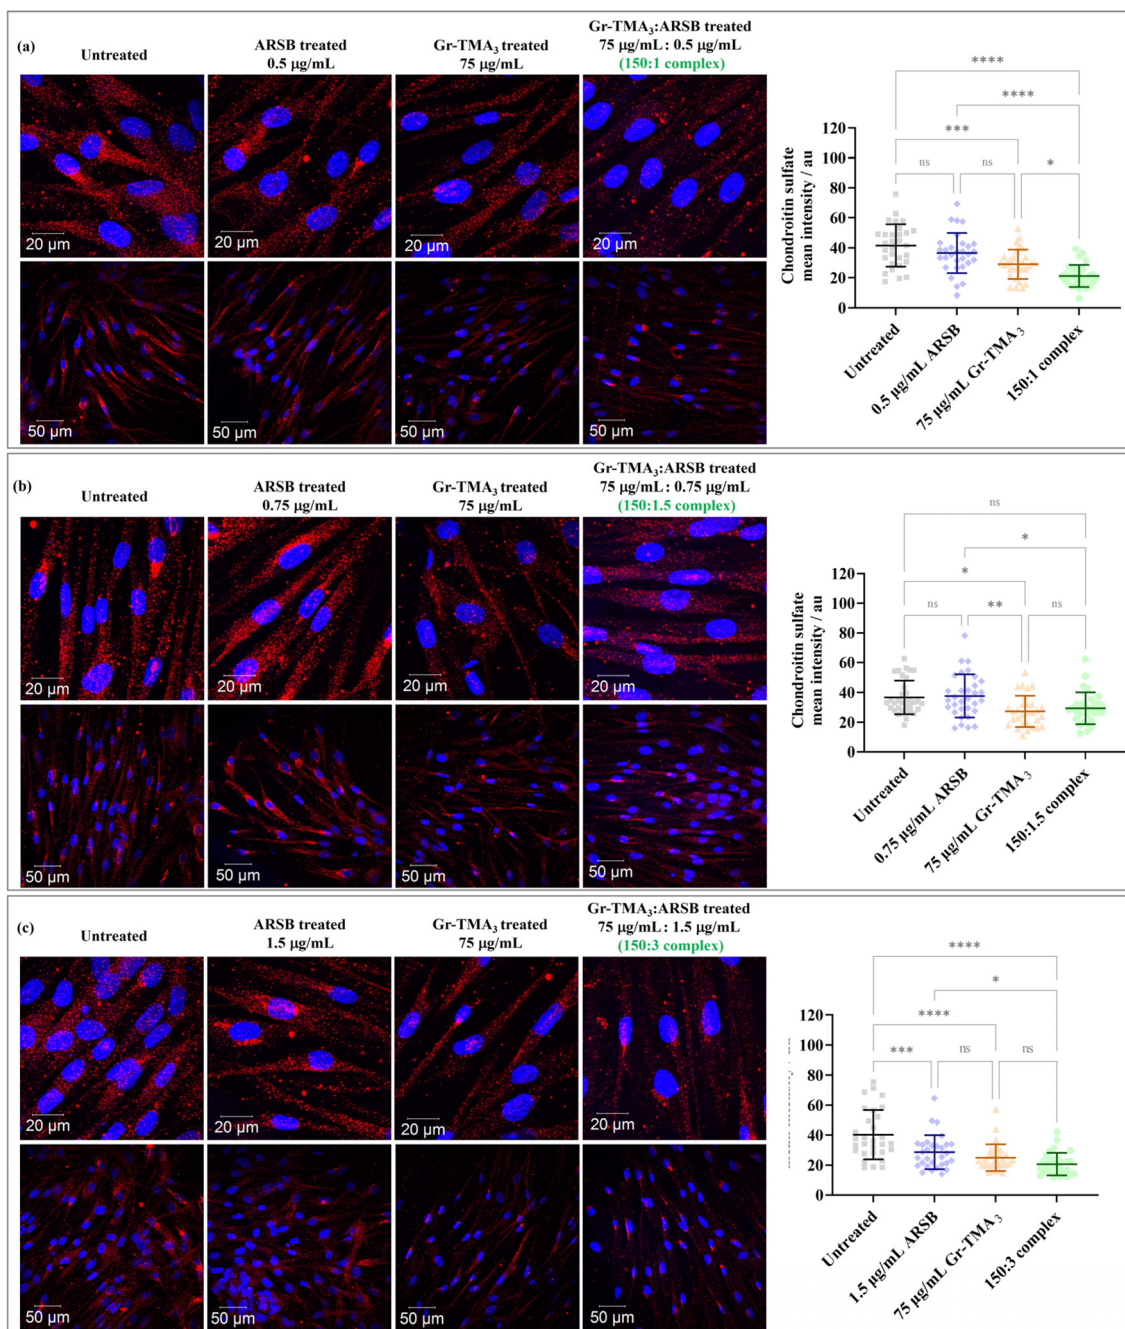 (a)
Untreated
ARSB treated
0.5 µg/mL
Gr-TMA₃ treated
75 µg/mL
Gr-TMA₃:ARSB treated
75 µg/mL : 0.5 µg/mL
(150:1 complex)
20 µm
20 µm
20 µm
20 µm
50 µm
50 µm
50 µm
50 µm
****
****
***
ns
ns
*
Chondroitin sulfate
mean intensity / au
120
100
80
60
40
20
0
Untreated
0.5 µg/mL ARSB
75 µg/mL Gr-TMA₃
150:1 complex
(b)
Untreated
ARSB treated
0.75 µg/mL
Gr-TMA₃ treated
75 µg/mL
Gr-TMA₃:ARSB treated
75 µg/mL : 0.75 µg/mL
(150:1.5 complex)
20 µm
20 µm
20 µm
20 µm
50 µm
50 µm
50 µm
50 µm
ns
*
*
ns
**
ns
Chondroitin sulfate
mean intensity / au
120
100
80
60
40
20
0
Untreated
0.75 µg/mL ARSB
75 µg/mL Gr-TMA₃
150:1.5 complex
(c)
Untreated
ARSB treated
1.5 µg/mL
Gr-TMA₃ treated
75 µg/mL
Gr-TMA₃:ARSB treated
75 µg/mL : 1.5 µg/mL
(150:3 complex)
20 µm
20 µm
20 µm
20 µm
50 µm
50 µm
50 µm
50 µm
****
*
****
***
ns
ns
120
100
80
60
40
20
0
Untreated
1.5 µg/mL ARSB
75 µg/mL Gr-TMA₃
150:3 complex